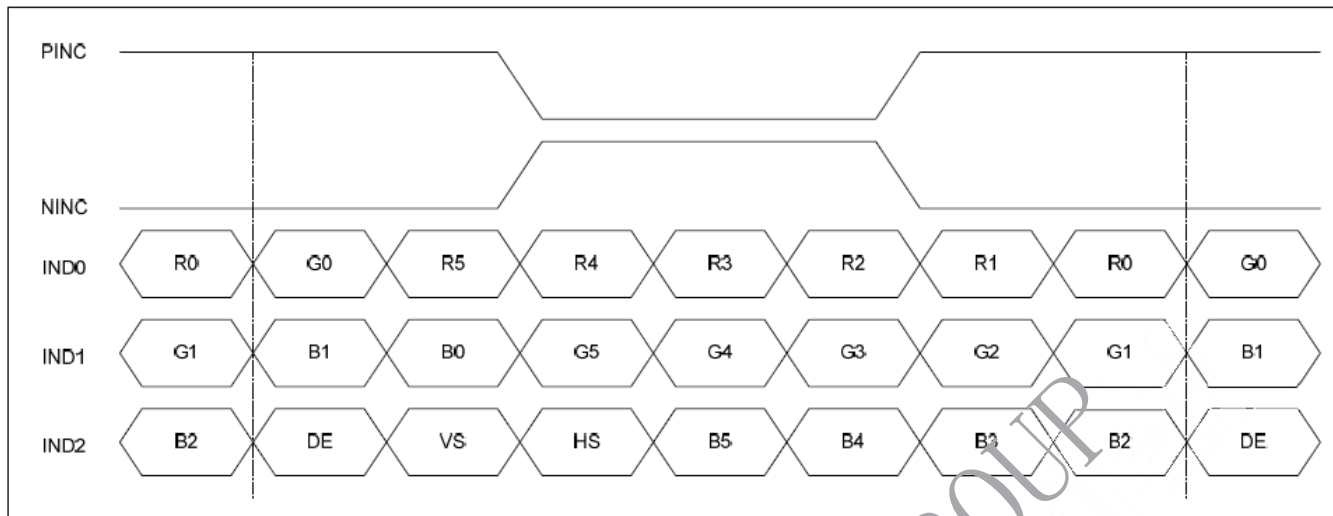 PINC
NINC
IND0 R0 G0 R5 R4 R3 R2 R1 R0 G0
IND1 G1 B1 B0 G5 G4 G3 G2 G1 B1
IND2 B2 DE VS HS B5 B4 B3 B2 DE
OUP